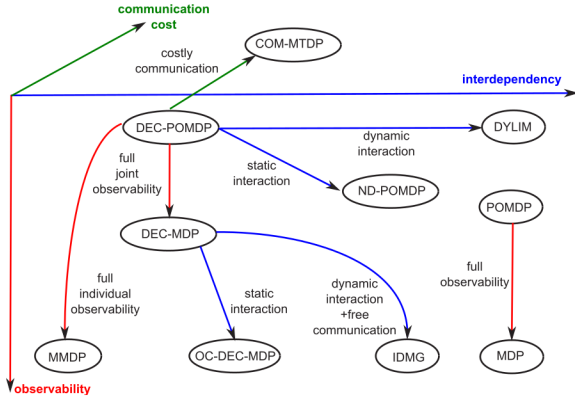 communication
cost
costly
communication
COM-MTDP
interdependency
DEC-POMDP
dynamic
interaction
DYLIM
full
joint
observability
static
interaction
ND-POMDP
POMDP
DEC-MDP
full
individual
observability
static
interaction
dynamic
interaction
+free
communication
full
observability
MMDP
OC-DEC-MDP
IDMG
MDP
observability